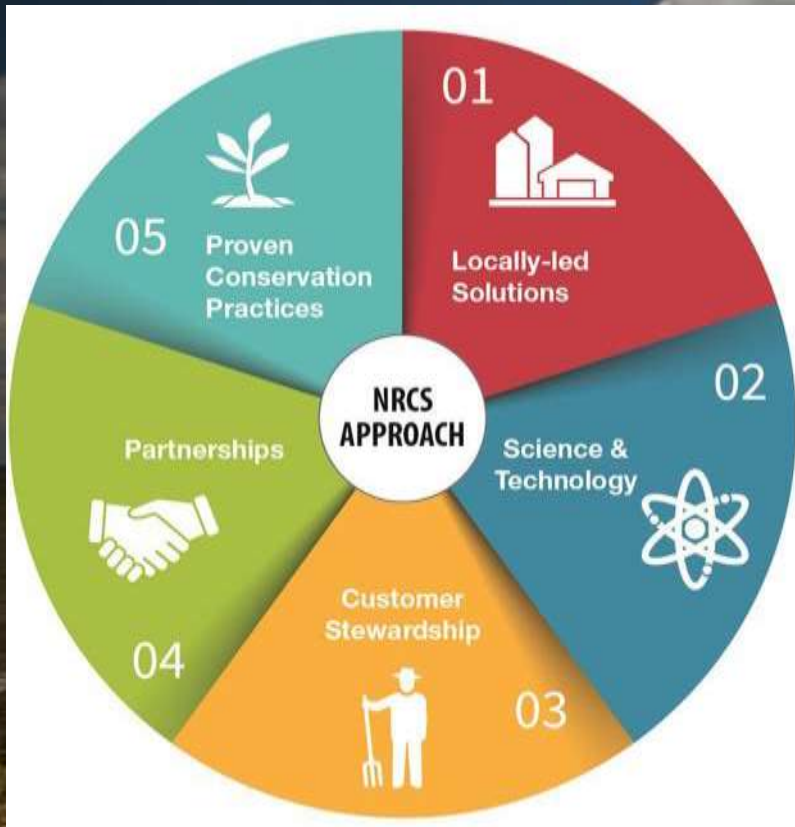 01
Locally-led
Solutions
02
Science &
Technology
Customer
Stewardship
03
Partnerships
04
05
Proven
Conservation
Practices
NRCS
APPROACH